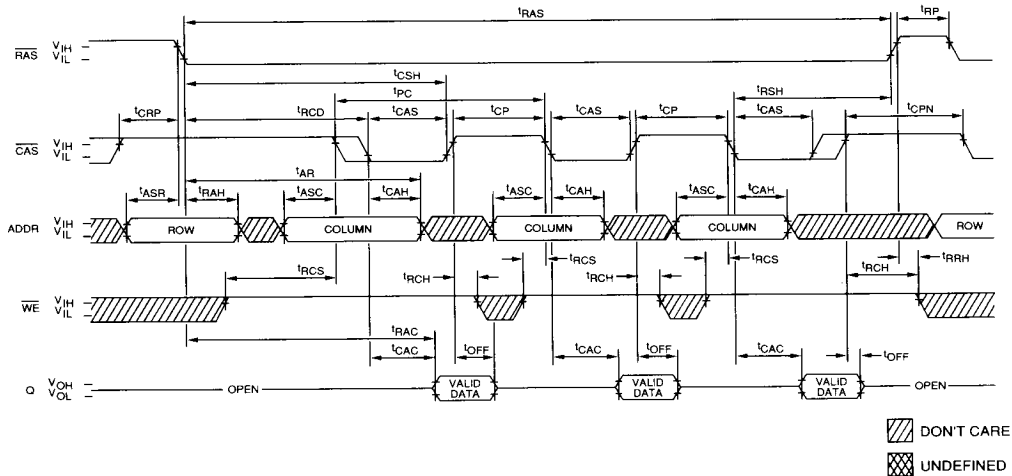 tRAS
tRP
RAS VIH
VIL
tCSH
tPC
tRSH
tCRP
tRCD
tCAS
tCP
tCAS
tCP
tCAS
tCPN
CAS VIH
VIL
tAR
tASR
tRAH
tASC
tCAH
tASC
tCAH
tASC
tCAH
ADDR VIH
VIL
ROW
COLUMN
COLUMN
COLUMN
ROW
tRCS
tRCH
tRCS
tRCH
tRCS
tRCH
tRRH
WE VIH
VIL
tRAC
tCAC
tOFF
tCAC
tOFF
tCAC
tOFF
Q VOH
VOL
OPEN
VALID
DATA
VALID
DATA
VALID
DATA
OPEN
DON'T CARE
UNDEFINED